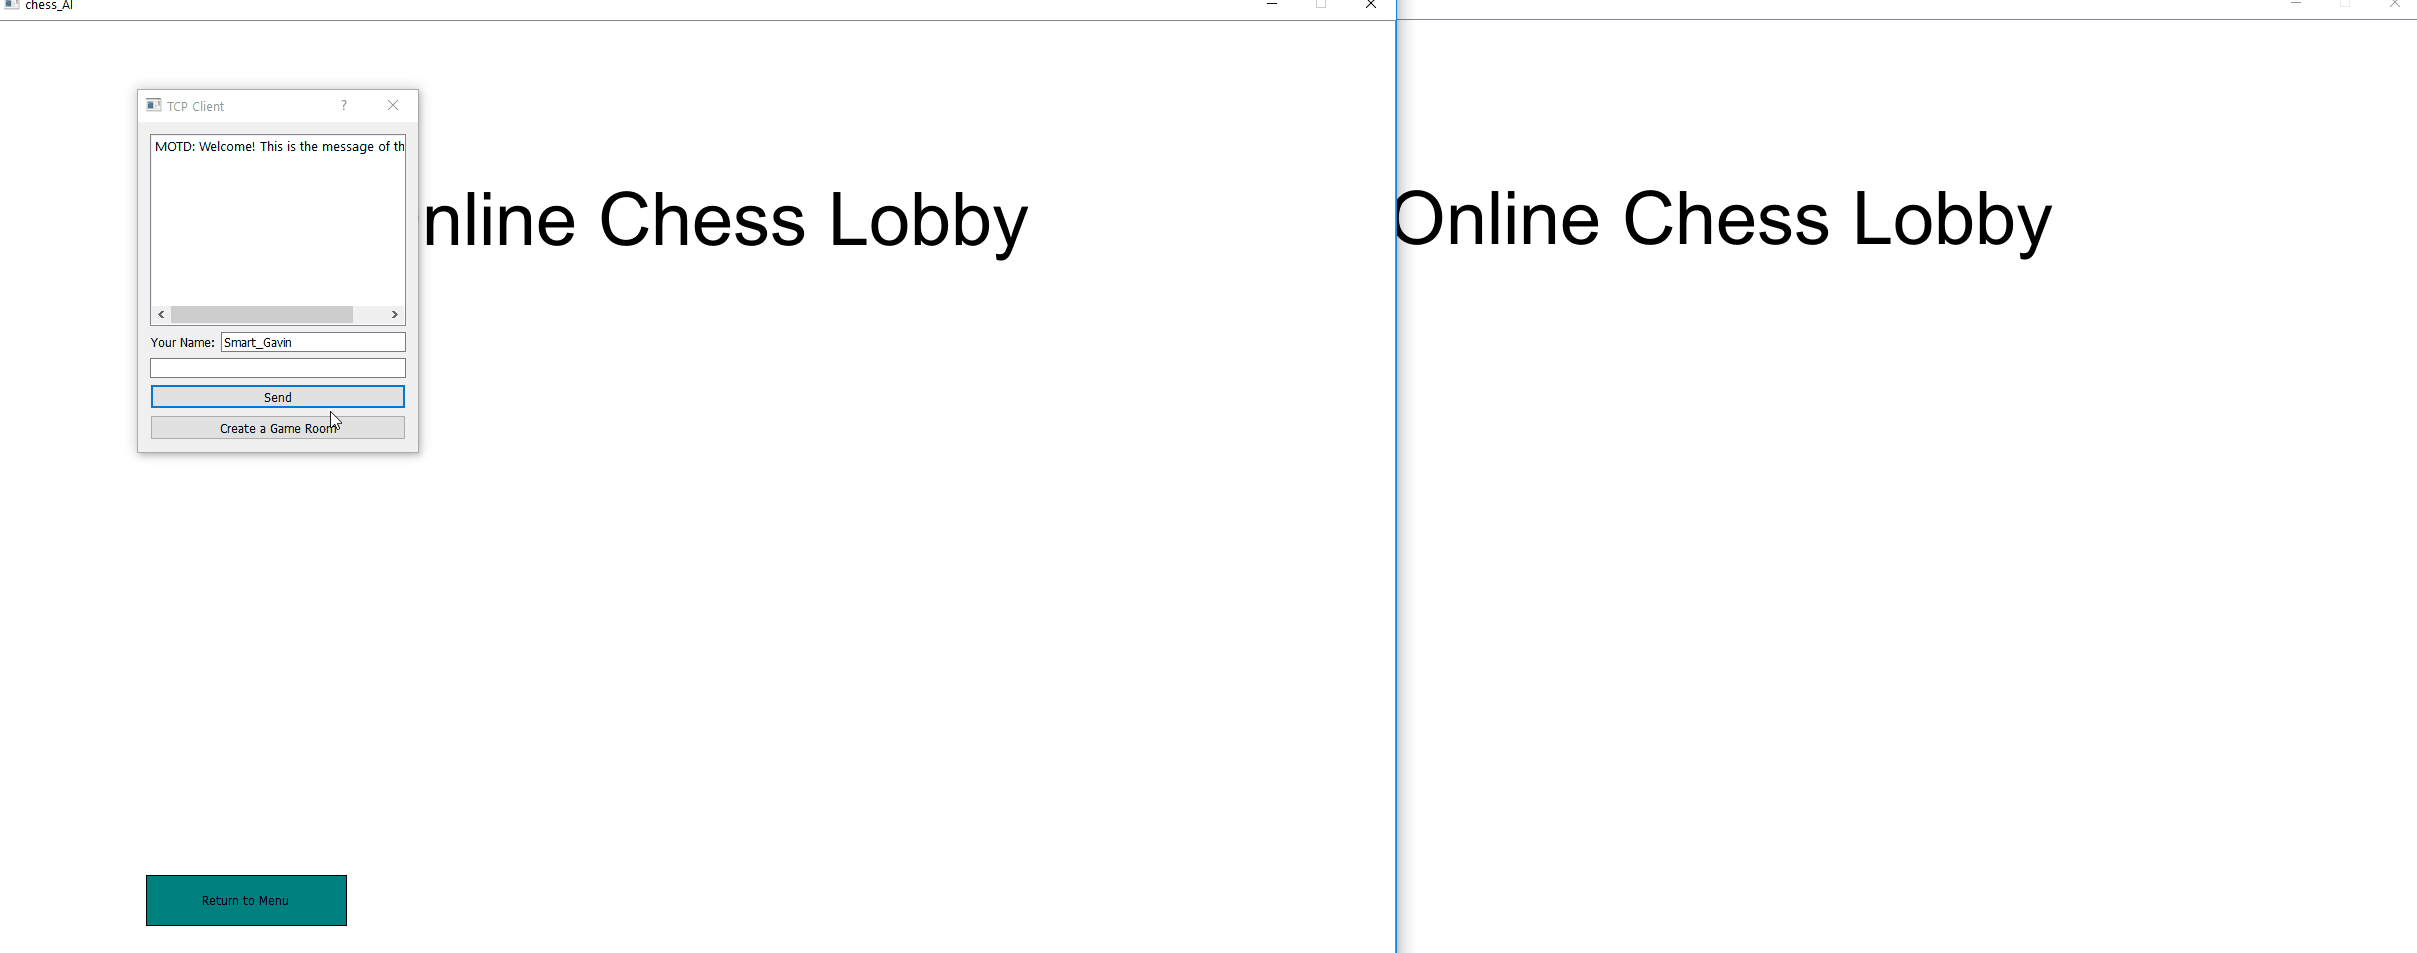 chess_AI
TCP Client
MOTD: Welcome! This is the message of th
nline Chess Lobby
Online Chess Lobby
Your Name: Smart_Gavin
Send
Create a Game Room
Return to Menu